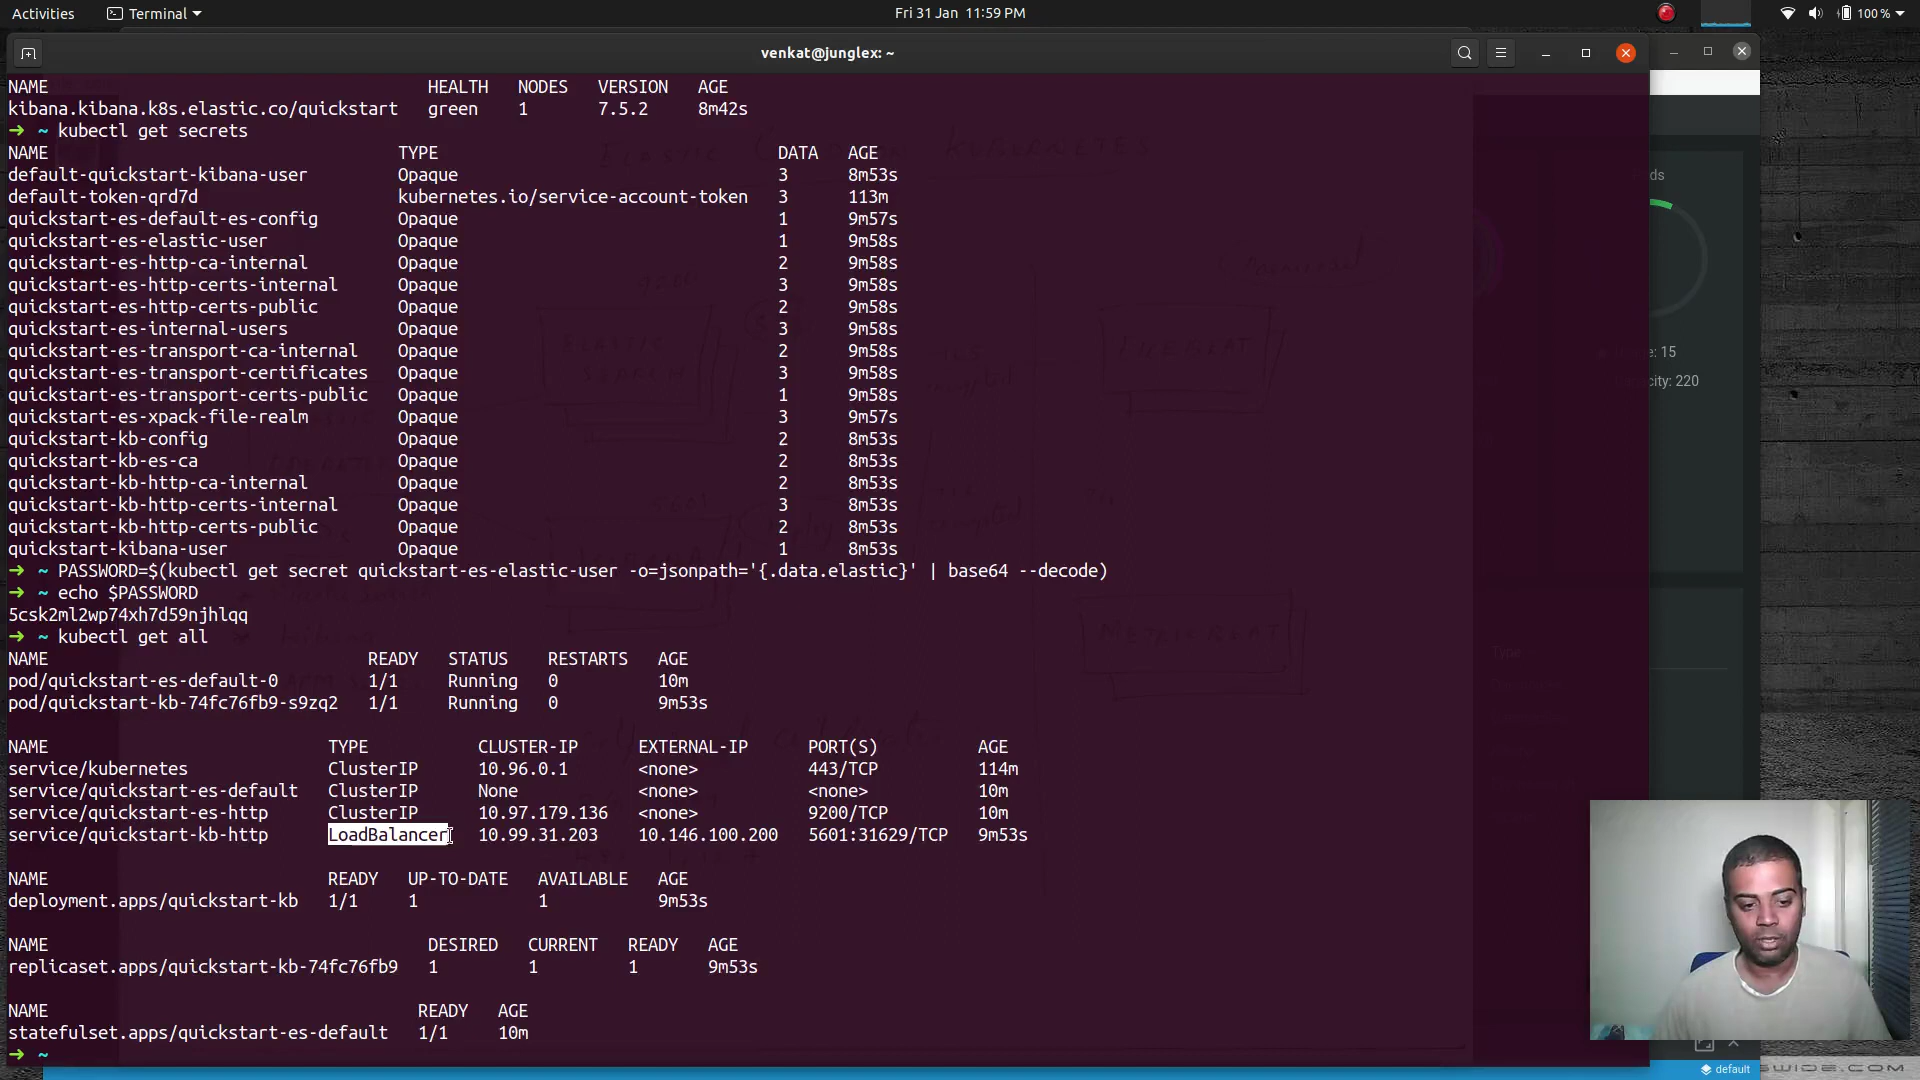 Activities Terminal Fri 31 Jan 11:59 PM 100 %
venkat@junglex: ~
NAME HEALTH NODES VERSION AGE
kibana.kibana.k8s.elastic.co/quickstart green 1 7.5.2 8m42s
➜ ~ kubectl get secrets
NAME TYPE DATA AGE
default-quickstart-kibana-user Opaque 3 8m53s
default-token-qrd7d kubernetes.io/service-account-token 3 113m
quickstart-es-default-es-config Opaque 1 9m57s
quickstart-es-elastic-user Opaque 1 9m58s
quickstart-es-http-ca-internal Opaque 2 9m58s
quickstart-es-http-certs-internal Opaque 3 9m58s
quickstart-es-http-certs-public Opaque 2 9m58s
quickstart-es-internal-users Opaque 3 9m58s
quickstart-es-transport-ca-internal Opaque 2 9m58s
quickstart-es-transport-certificates Opaque 3 9m58s
quickstart-es-transport-certs-public Opaque 1 9m58s
quickstart-es-xpack-file-realm Opaque 3 9m57s
quickstart-kb-config Opaque 2 8m53s
quickstart-kb-es-ca Opaque 2 8m53s
quickstart-kb-http-ca-internal Opaque 2 8m53s
quickstart-kb-http-certs-internal Opaque 3 8m53s
quickstart-kb-http-certs-public Opaque 2 8m53s
quickstart-kibana-user Opaque 1 8m53s
➜ ~ PASSWORD=$(kubectl get secret quickstart-es-elastic-user -o=jsonpath='{.data.elastic}' | base64 --decode)
➜ ~ echo $PASSWORD
5csk2ml2wp74xh7d59njhlqq
➜ ~ kubectl get all
NAME READY STATUS RESTARTS AGE
pod/quickstart-es-default-0 1/1 Running 0 10m
pod/quickstart-kb-74fc76fb9-s9zq2 1/1 Running 0 9m53s
NAME TYPE CLUSTER-IP EXTERNAL-IP PORT(S) AGE
service/kubernetes ClusterIP 10.96.0.1 <none> 443/TCP 114m
service/quickstart-es-default ClusterIP None <none> <none> 10m
service/quickstart-es-http ClusterIP 10.97.179.136 <none> 9200/TCP 10m
service/quickstart-kb-http LoadBalancer 10.99.31.203 10.146.100.200 5601:31629/TCP 9m53s
NAME READY UP-TO-DATE AVAILABLE AGE
deployment.apps/quickstart-kb 1/1 1 1 9m53s
NAME DESIRED CURRENT READY AGE
replicaset.apps/quickstart-kb-74fc76fb9 1 1 1 9m53s
NAME READY AGE
statefulset.apps/quickstart-es-default 1/1 10m
➜ ~
ELASTIC KUBERNETES
9200
ELASTIC
SEARCH
FILEBEAT
5601
METRICBEAT
: 15
city: 220
Type
default
SWIDE.COM